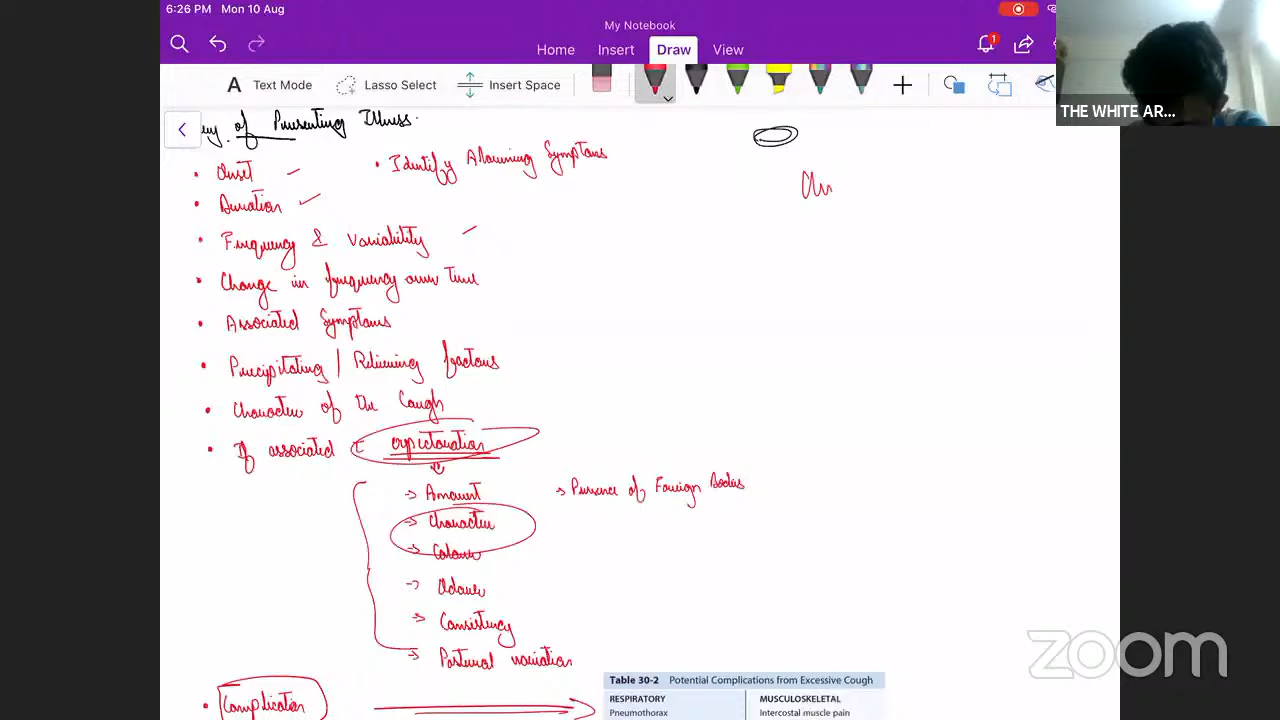 6:26 PM Mon 10 Aug
My Notebook
Home Insert Draw View
1
A Text Mode Lasso Select Insert Space
THE WHITE AR...
of Presenting Illness.
• Onset
• Identify Alarming Symptoms
• Duration
• Frequency & Variability
• Change in frequency over Time
• Associated Symptoms
• Precipitating / Relieving factors
• Character of the Cough
• If associated c expectoration
→ Amount
→ Presence of Foreign Bodies
→ Character
→ Colour
→ Odour
→ Consistency
→ Postural variation
• Complication
Table 30-2 Potential Complications from Excessive Cough
RESPIRATORY MUSCULOSKELETAL
Pneumothorax Intercostal muscle pain
zoom